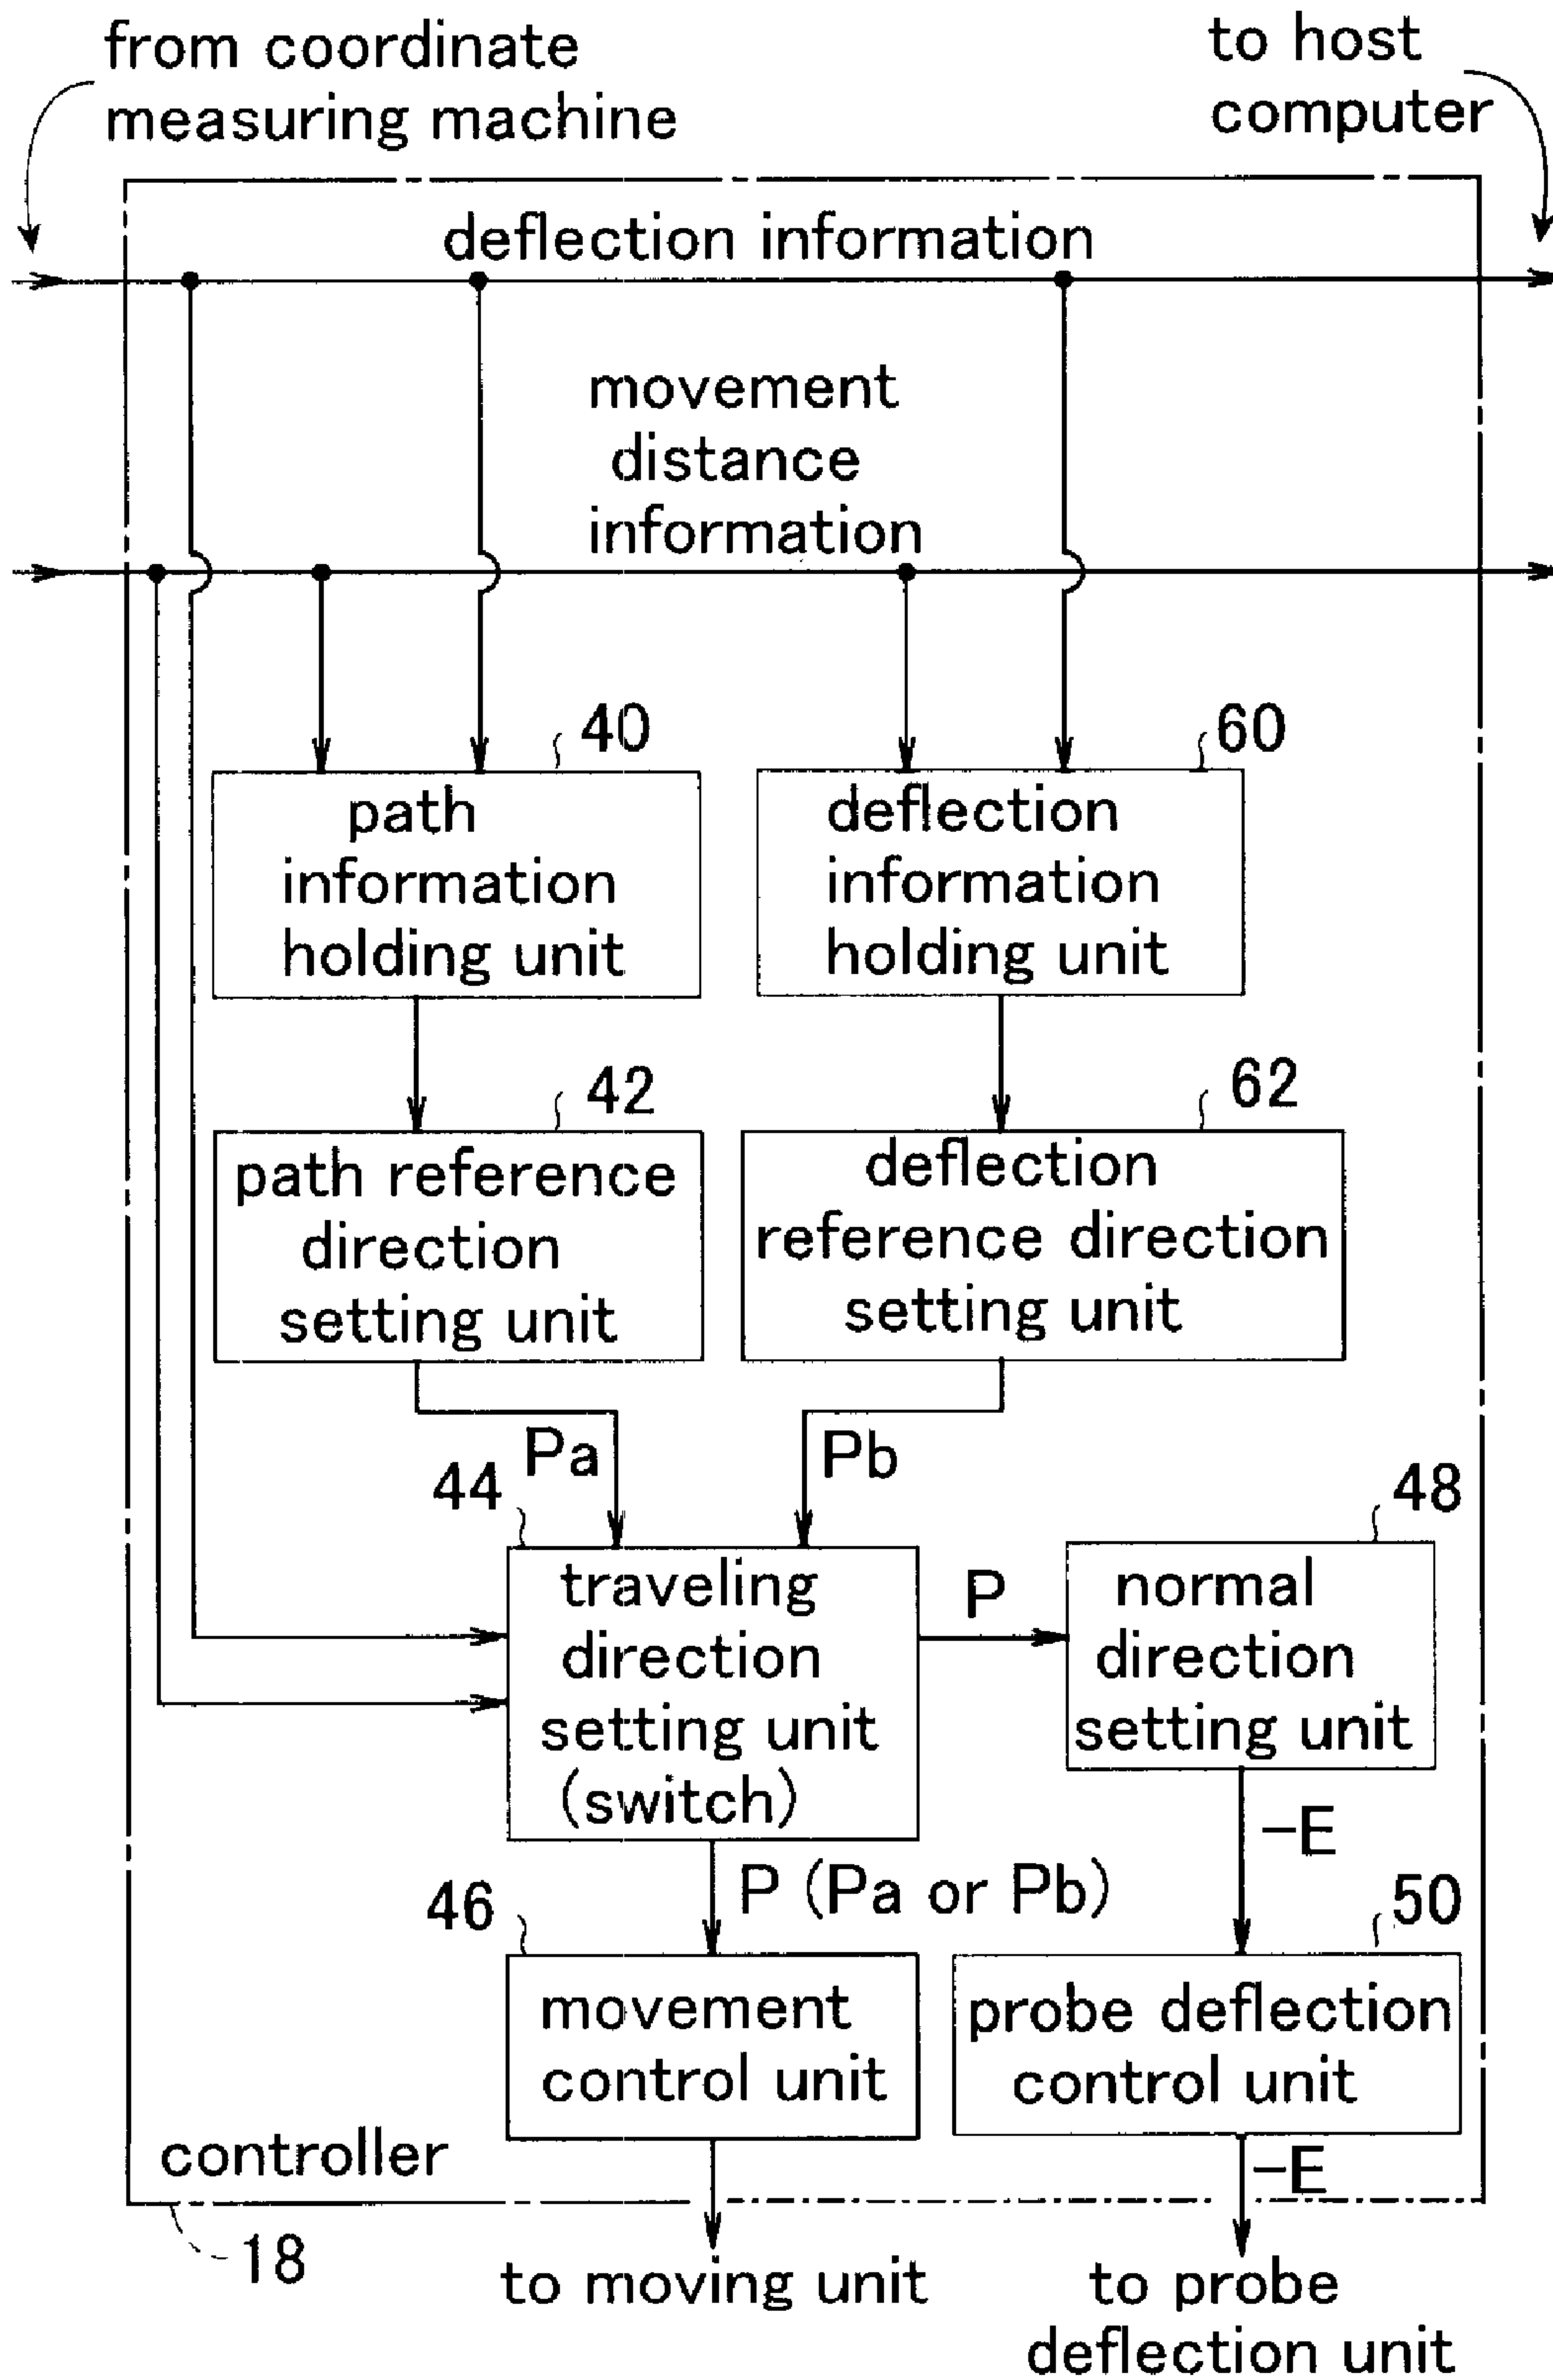 from coordinate
measuring machine
to host
computer
deflection information
movement
distance
information
40
60
path
information
holding unit
deflection
information
holding unit
42
62
path reference
direction
setting unit
deflection
reference direction
setting unit
Pa
Pb
44
48
traveling
direction
setting unit
(switch)
P
normal
direction
setting unit
-E
P (Pa or Pb)
46
50
movement
control unit
probe deflection
control unit
controller
-E
18
to moving unit
to probe
deflection unit